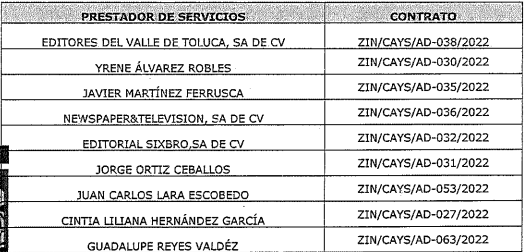 PRESTADOR DE SERVICIOS CONTRATO
EDITORES DEL VALLE DE TOLUCA, SA DE CV ZIN/CAYS/AD-038/2022
YRENE ÁLVAREZ ROBLES ZIN/CAYS/AD-030/2022
JAVIER MARTÍNEZ FERRUSCA ZIN/CAYS/AD-035/2022
NEWSPAPER&TELEVISION, SA DE CV ZIN/CAYS/AD-036/2022
EDITORIAL SIXBRO,SA DE CV ZIN/CAYS/AD-032/2022
JORGE ORTIZ CEBALLOS ZIN/CAYS/AD-031/2022
JUAN CARLOS LARA ESCOBEDO ZIN/CAYS/AD-053/2022
CINTIA LILIANA HERNÁNDEZ GARCÍA ZIN/CAYS/AD-027/2022
GUADALUPE REYES VALDÉZ ZIN/CAYS/AD-063/2022